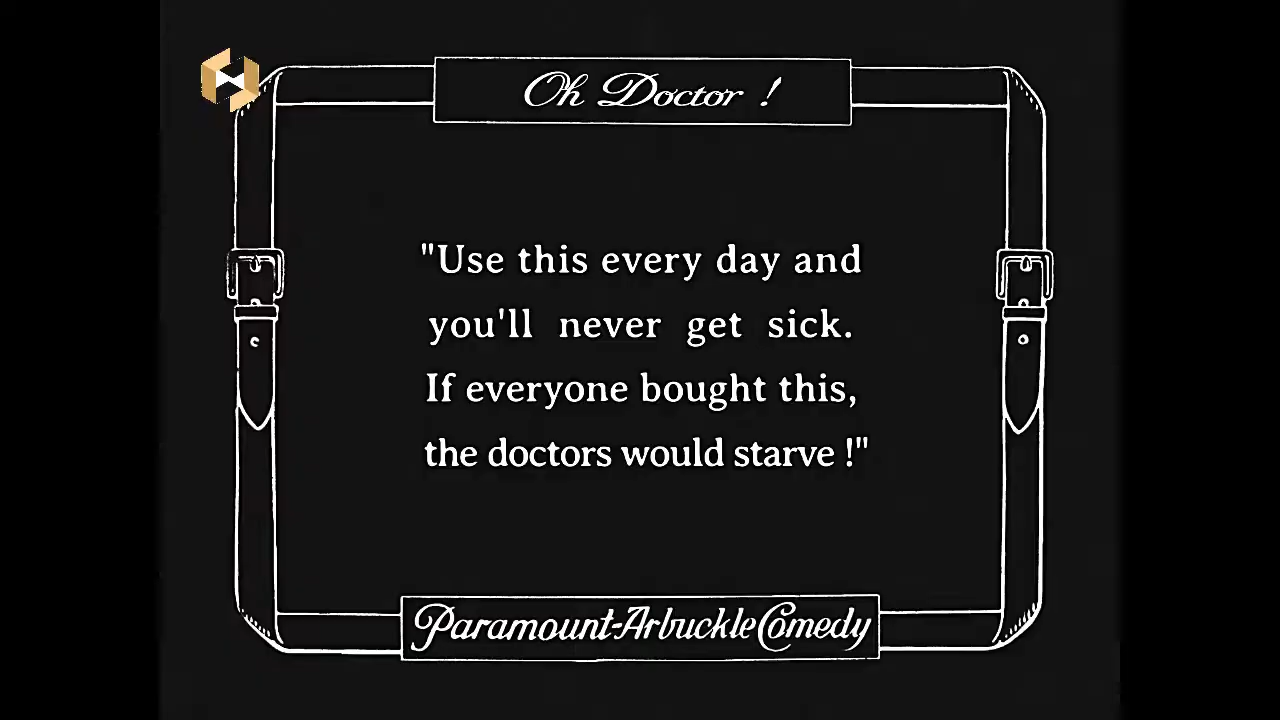 Oh Doctor !
"Use this every day and
you'll never get sick.
If everyone bought this,
the doctors would starve !"
Paramount-Arbuckle Comedy